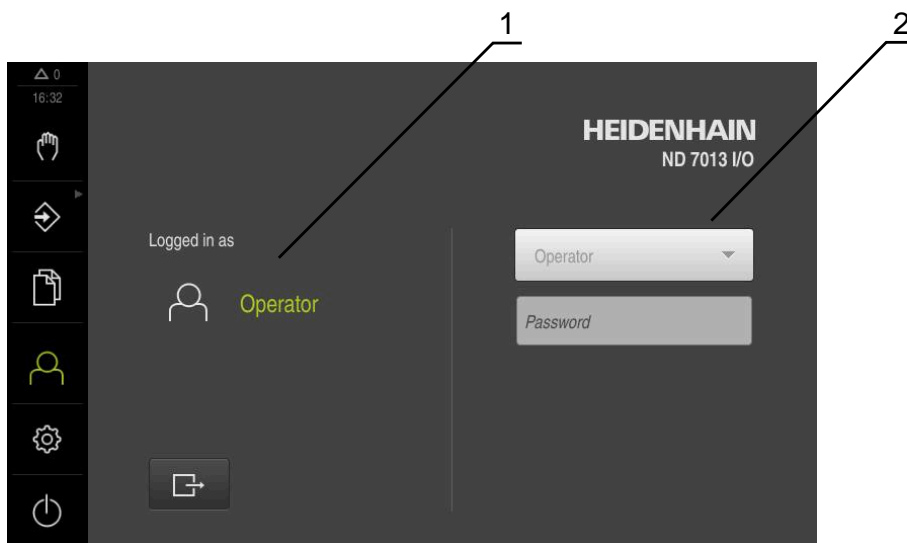 1
2
0
16:32
HEIDENHAIN
ND 7013 I/O
Logged in as
Operator
Operator
Password